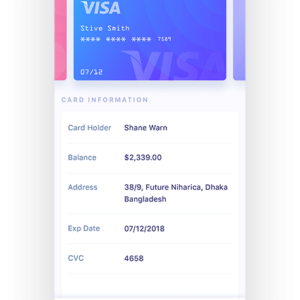 VISA
Stive Smith
**** **** **** 7589
VISA
07/12
CARD INFORMATION
Card Holder Shane Warn
Balance $2,339.00
Address 38/9, Future Niharica, Dhaka
Bangladesh
Exp Date 07/12/2018
CVC 4658